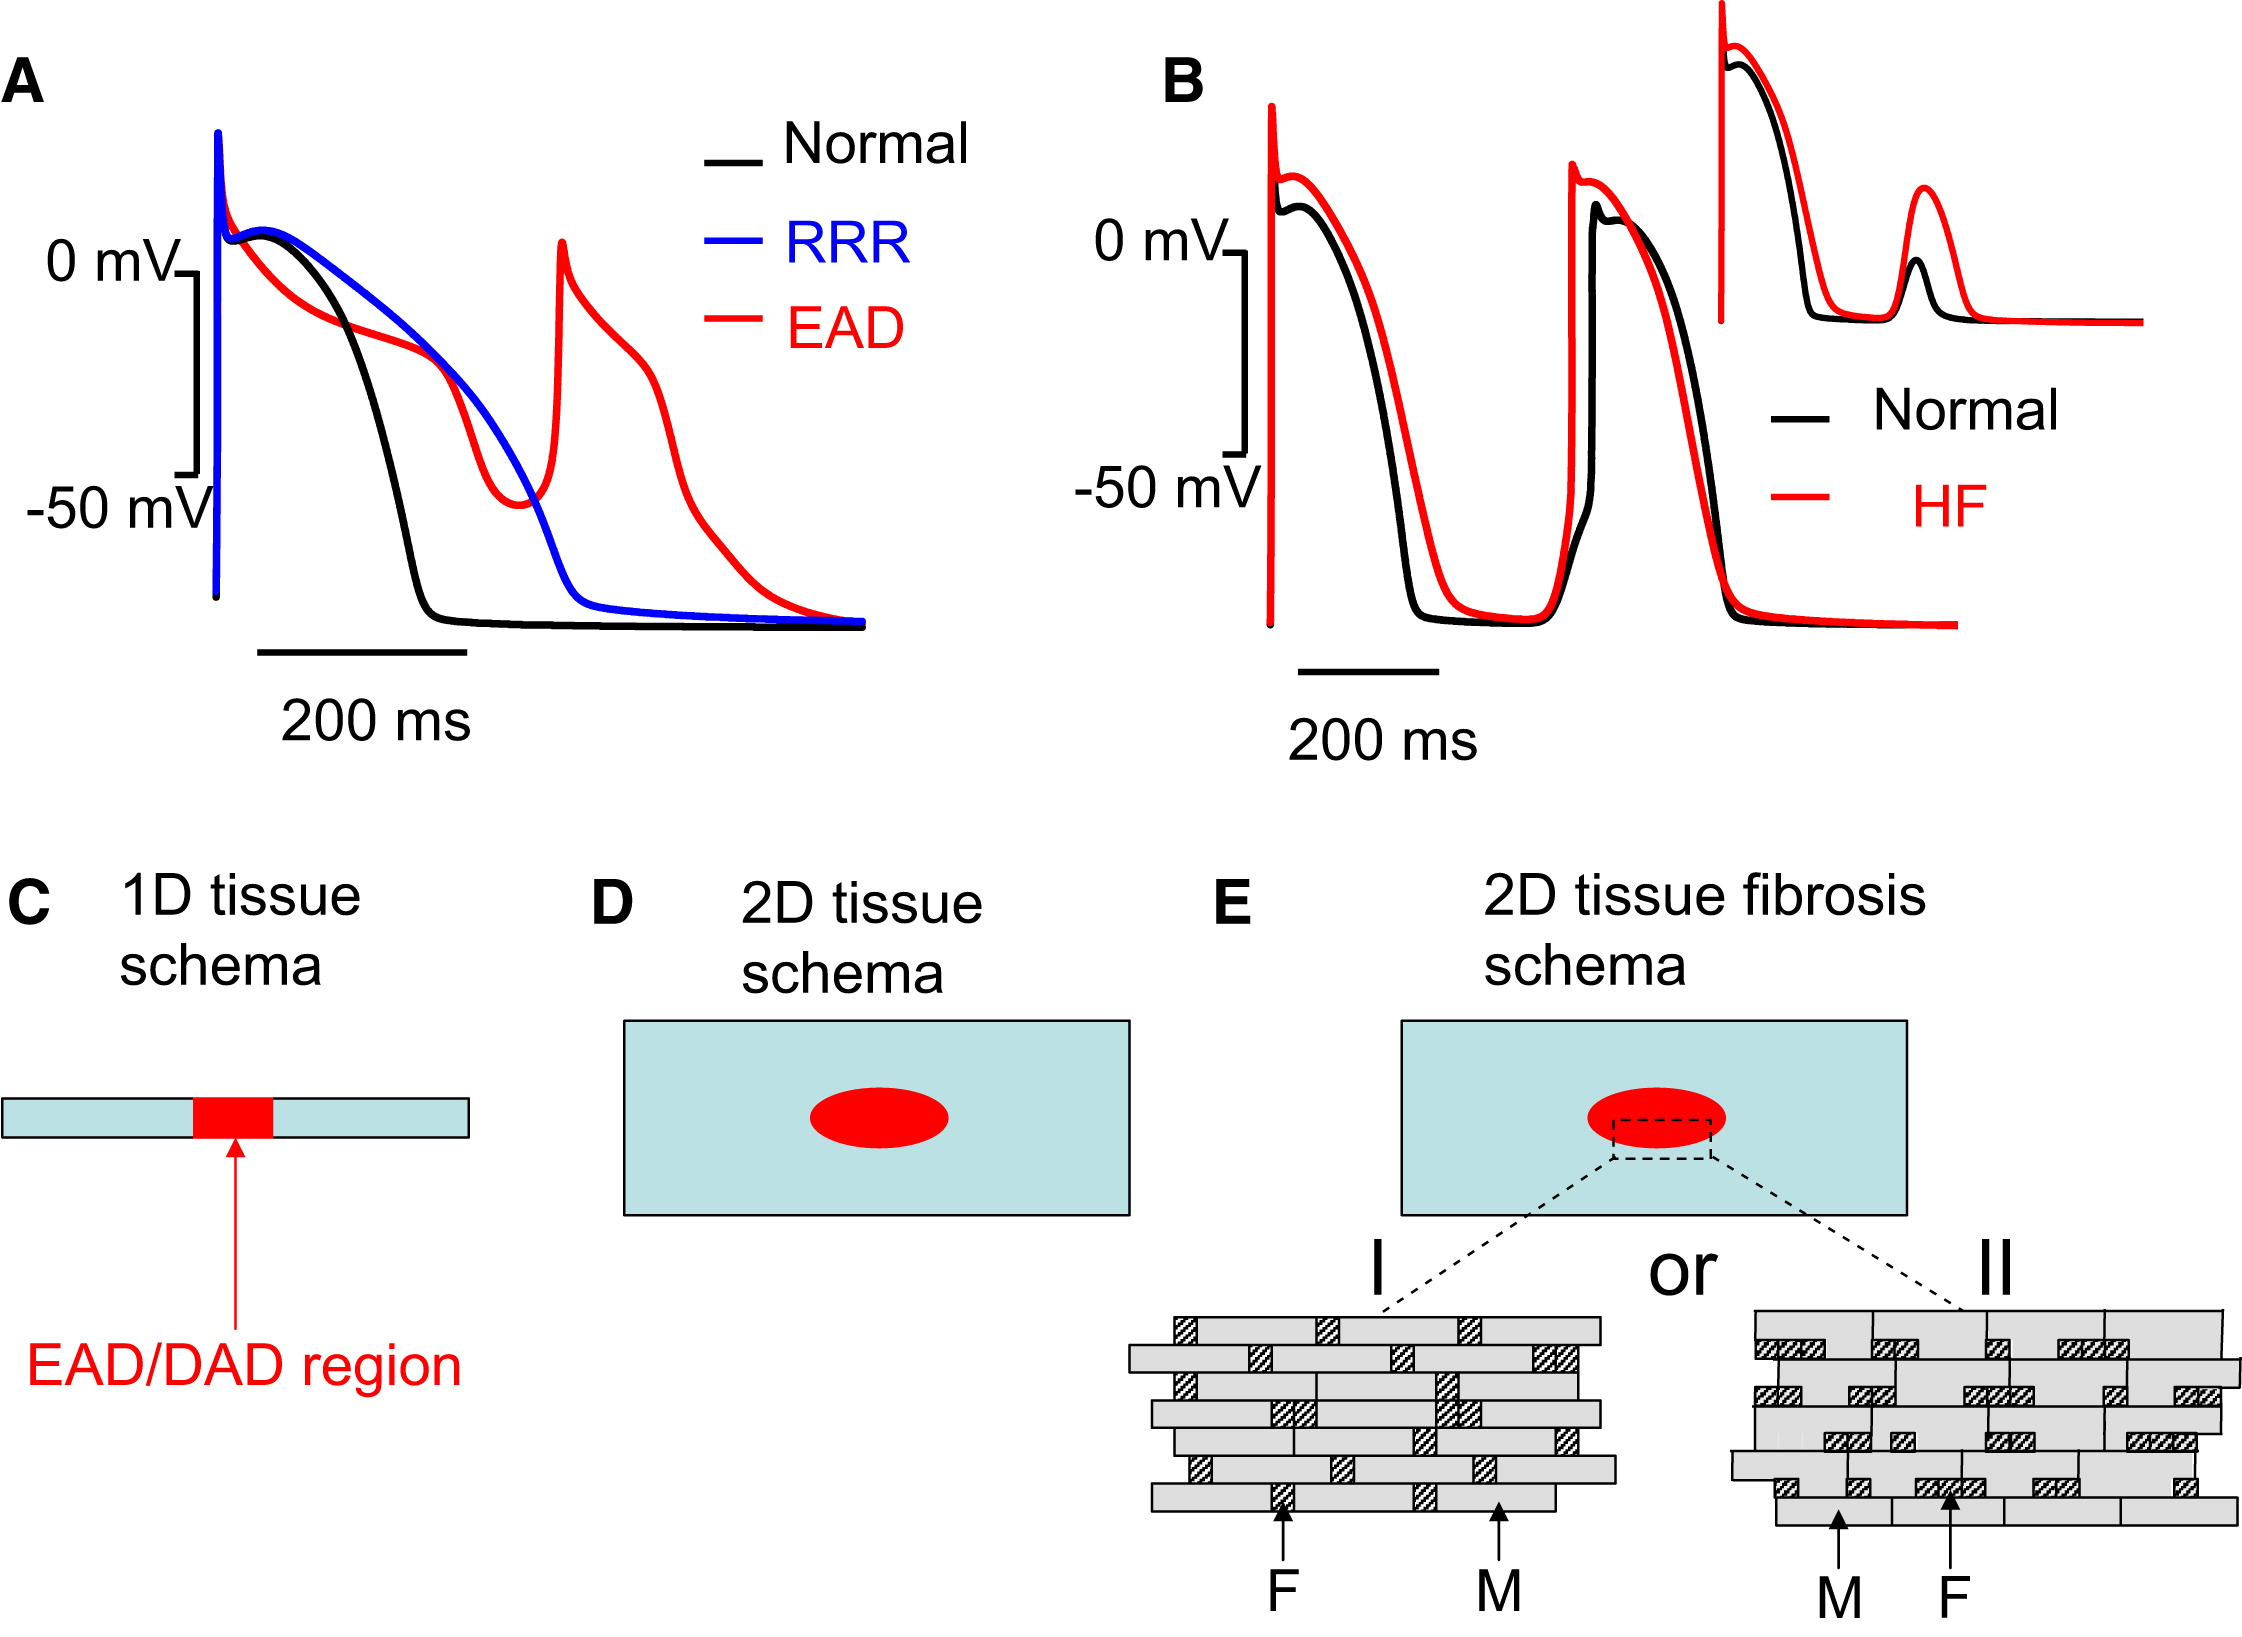 A
Normal
RRR
EAD
0 mV
-50 mV
200 ms
B
0 mV
-50 mV
Normal
HF
200 ms
C
1D tissue
schema
EAD/DAD region
D
2D tissue
schema
E
2D tissue fibrosis
schema
I
or
II
F
M
M
F